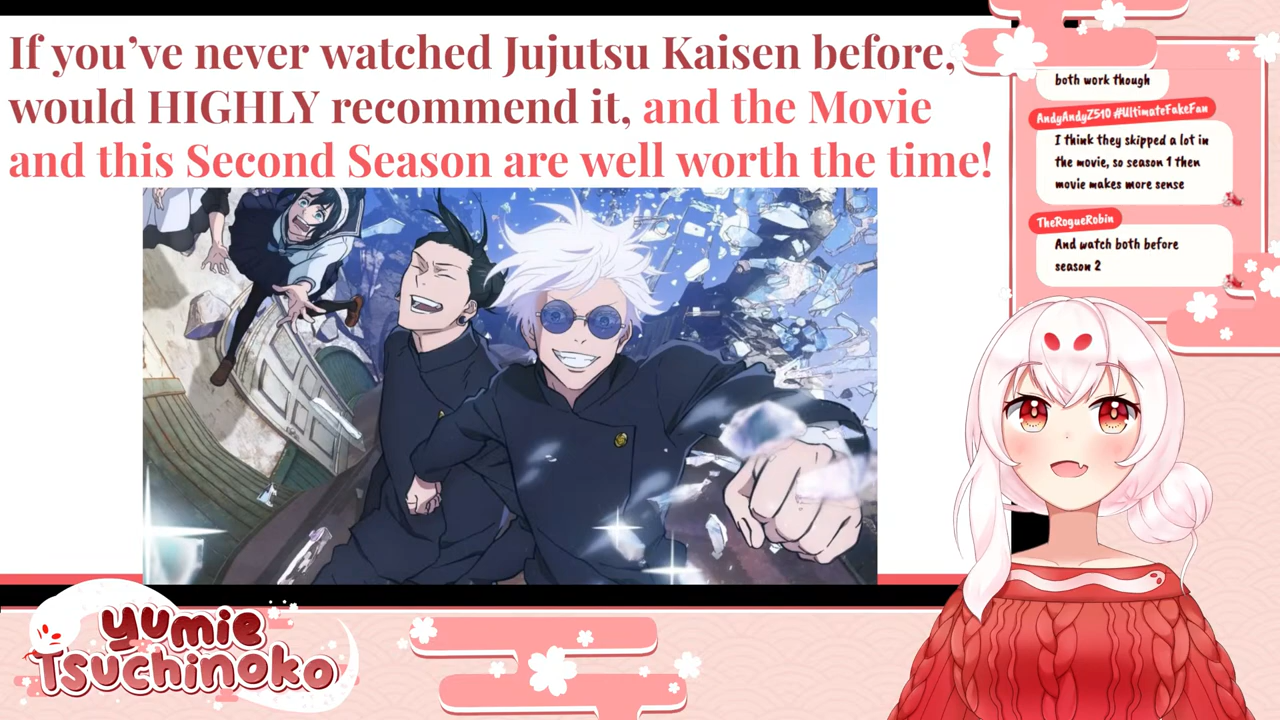 If you've never watched Jujutsu Kaisen before,
would HIGHLY recommend it, and the Movie
and this Second Season are well worth the time!
both work though
AndyAndyZ510 #UltimateFakeFan
I think they skipped a lot in
the movie, so season 1 then
movie makes more sense
TheRogueRobin
And watch both before
season 2
yumie
Tsuchinoko